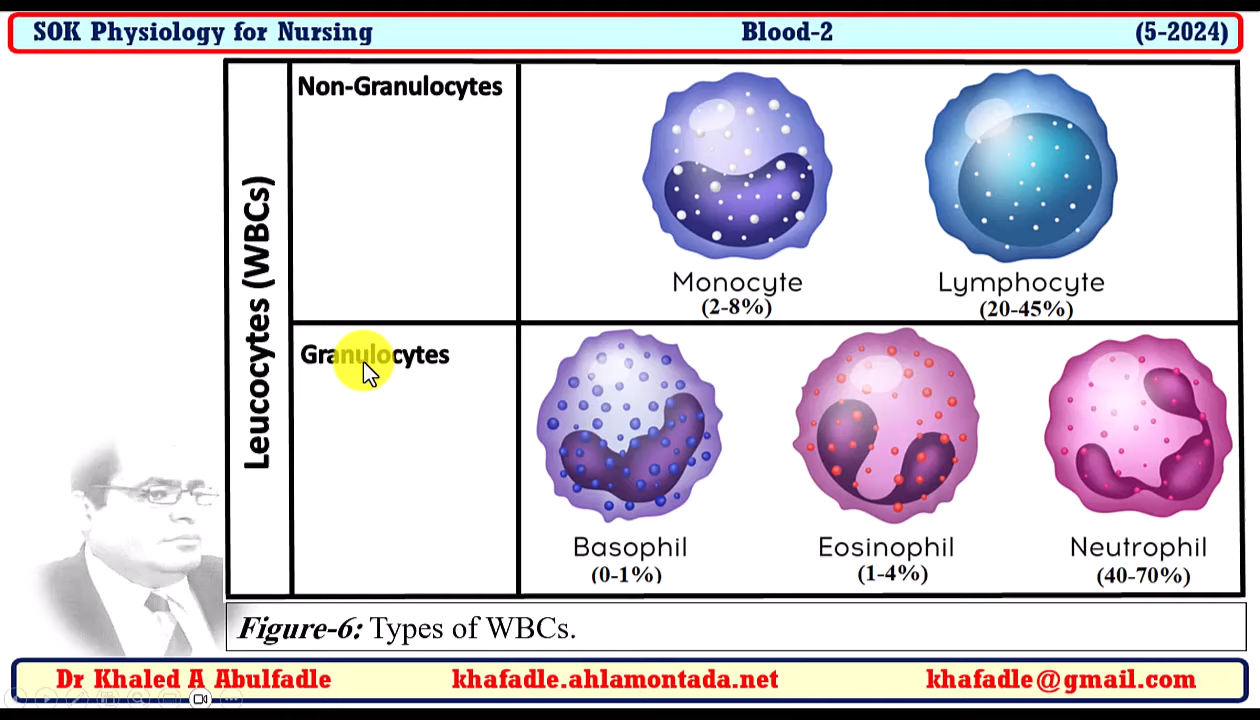 SOK Physiology for Nursing Blood-2 (5-2024)
Leucocytes (WBCs)
Non-Granulocytes
Monocyte
(2-8%)
Lymphocyte
(20-45%)
Granulocytes
Basophil
(0-1%)
Eosinophil
(1-4%)
Neutrophil
(40-70%)
Figure-6: Types of WBCs.
Dr Khaled A Abulfadle khafadle.ahlamontada.net khafadle@gmail.com